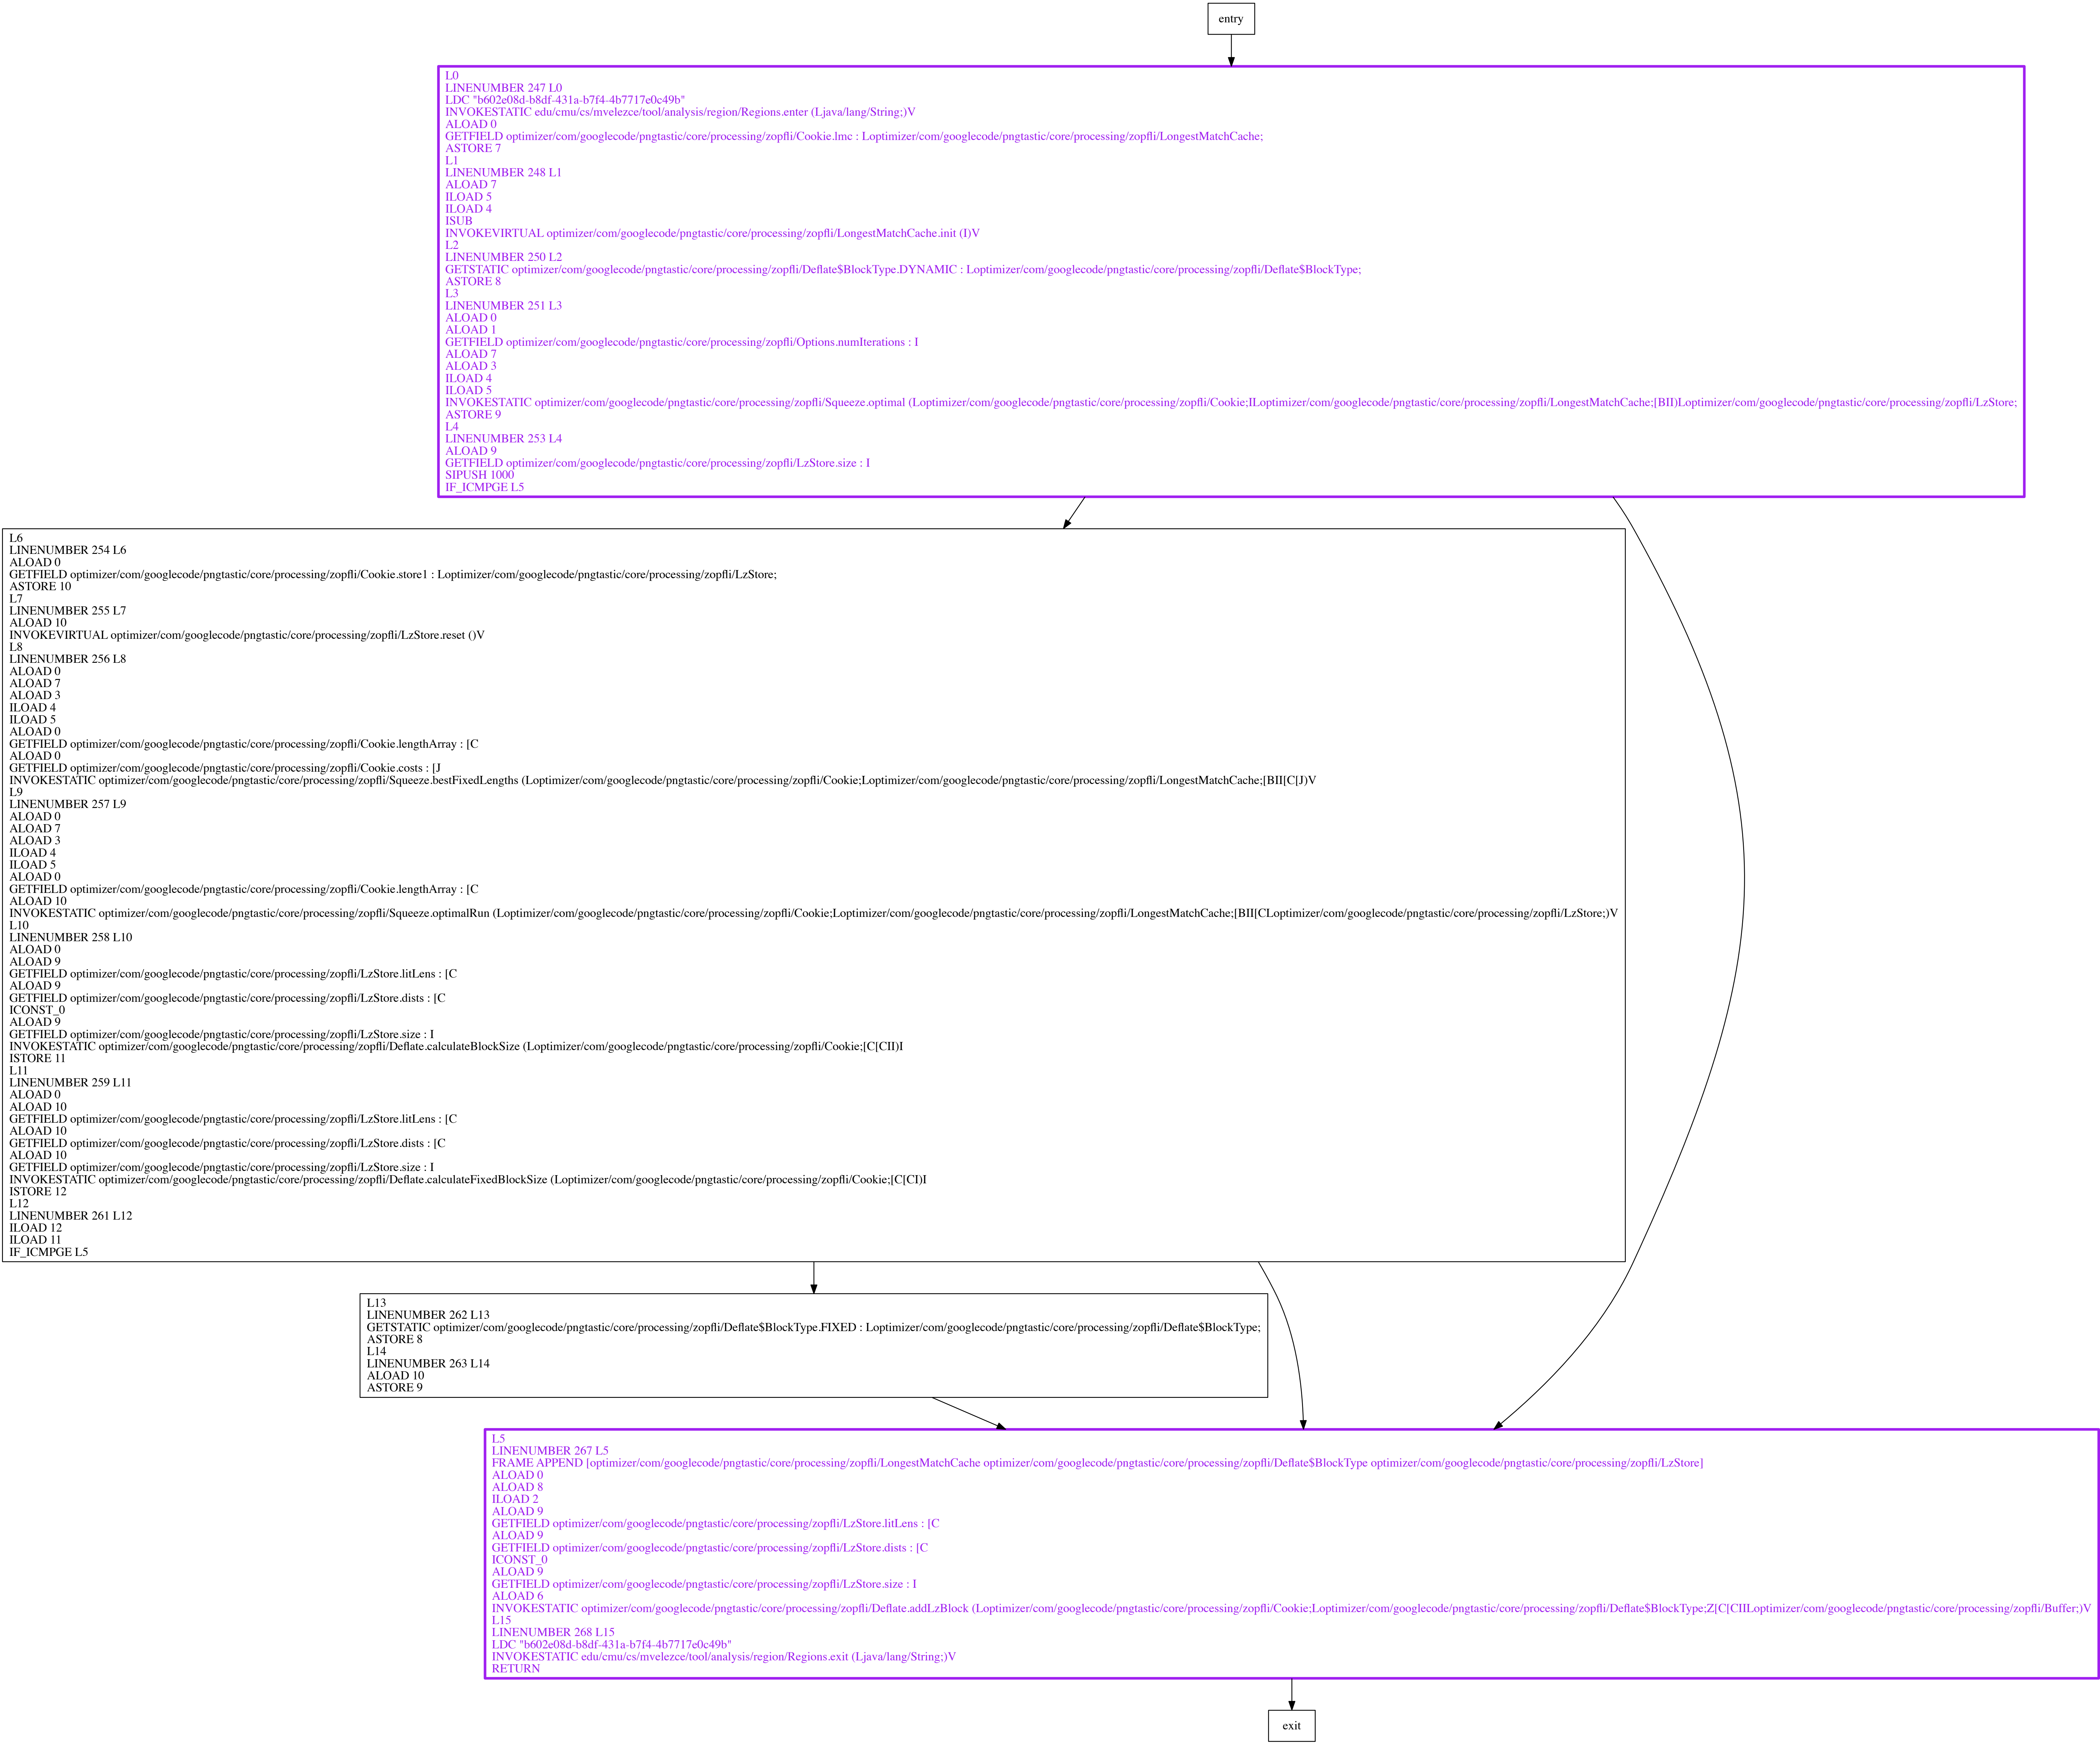 entry
L0
LINENUMBER 247 L0
LDC "b602e08d-b8df-431a-b7f4-4b7717e0c49b"
INVOKESTATIC edu/cmu/cs/mvelezce/tool/analysis/region/Regions.enter (Ljava/lang/String;)V
ALOAD 0
GETFIELD optimizer/com/googlecode/pngtastic/core/processing/zopfli/Cookie.lmc : Loptimizer/com/googlecode/pngtastic/core/processing/zopfli/LongestMatchCache;
ASTORE 7
L1
LINENUMBER 248 L1
ALOAD 7
ILOAD 5
ILOAD 4
ISUB
INVOKEVIRTUAL optimizer/com/googlecode/pngtastic/core/processing/zopfli/LongestMatchCache.init (I)V
L2
LINENUMBER 250 L2
GETSTATIC optimizer/com/googlecode/pngtastic/core/processing/zopfli/Deflate$BlockType.DYNAMIC : Loptimizer/com/googlecode/pngtastic/core/processing/zopfli/Deflate$BlockType;
ASTORE 8
L3
LINENUMBER 251 L3
ALOAD 0
ALOAD 1
GETFIELD optimizer/com/googlecode/pngtastic/core/processing/zopfli/Options.numIterations : I
ALOAD 7
ALOAD 3
ILOAD 4
ILOAD 5
INVOKESTATIC optimizer/com/googlecode/pngtastic/core/processing/zopfli/Squeeze.optimal (Loptimizer/com/googlecode/pngtastic/core/processing/zopfli/Cookie;ILoptimizer/com/googlecode/pngtastic/core/processing/zopfli/LongestMatchCache;[BII)Loptimizer/com/googlecode/pngtastic/core/processing/zopfli/LzStore;
ASTORE 9
L4
LINENUMBER 253 L4
ALOAD 9
GETFIELD optimizer/com/googlecode/pngtastic/core/processing/zopfli/LzStore.size : I
SIPUSH 1000
IF_ICMPGE L5
L6
LINENUMBER 254 L6
ALOAD 0
GETFIELD optimizer/com/googlecode/pngtastic/core/processing/zopfli/Cookie.store1 : Loptimizer/com/googlecode/pngtastic/core/processing/zopfli/LzStore;
ASTORE 10
L7
LINENUMBER 255 L7
ALOAD 10
INVOKEVIRTUAL optimizer/com/googlecode/pngtastic/core/processing/zopfli/LzStore.reset ()V
L8
LINENUMBER 256 L8
ALOAD 0
ALOAD 7
ALOAD 3
ILOAD 4
ILOAD 5
ALOAD 0
GETFIELD optimizer/com/googlecode/pngtastic/core/processing/zopfli/Cookie.lengthArray : [C
ALOAD 0
GETFIELD optimizer/com/googlecode/pngtastic/core/processing/zopfli/Cookie.costs : [J
INVOKESTATIC optimizer/com/googlecode/pngtastic/core/processing/zopfli/Squeeze.bestFixedLengths (Loptimizer/com/googlecode/pngtastic/core/processing/zopfli/Cookie;Loptimizer/com/googlecode/pngtastic/core/processing/zopfli/LongestMatchCache;[BII[C[J)V
L9
LINENUMBER 257 L9
ALOAD 0
ALOAD 7
ALOAD 3
ILOAD 4
ILOAD 5
ALOAD 0
GETFIELD optimizer/com/googlecode/pngtastic/core/processing/zopfli/Cookie.lengthArray : [C
ALOAD 10
INVOKESTATIC optimizer/com/googlecode/pngtastic/core/processing/zopfli/Squeeze.optimalRun (Loptimizer/com/googlecode/pngtastic/core/processing/zopfli/Cookie;Loptimizer/com/googlecode/pngtastic/core/processing/zopfli/LongestMatchCache;[BII[CLoptimizer/com/googlecode/pngtastic/core/processing/zopfli/LzStore;)V
L10
LINENUMBER 258 L10
ALOAD 0
ALOAD 9
GETFIELD optimizer/com/googlecode/pngtastic/core/processing/zopfli/LzStore.litLens : [C
ALOAD 9
GETFIELD optimizer/com/googlecode/pngtastic/core/processing/zopfli/LzStore.dists : [C
ICONST_0
ALOAD 9
GETFIELD optimizer/com/googlecode/pngtastic/core/processing/zopfli/LzStore.size : I
INVOKESTATIC optimizer/com/googlecode/pngtastic/core/processing/zopfli/Deflate.calculateBlockSize (Loptimizer/com/googlecode/pngtastic/core/processing/zopfli/Cookie;[C[CII)I
ISTORE 11
L11
LINENUMBER 259 L11
ALOAD 0
ALOAD 10
GETFIELD optimizer/com/googlecode/pngtastic/core/processing/zopfli/LzStore.litLens : [C
ALOAD 10
GETFIELD optimizer/com/googlecode/pngtastic/core/processing/zopfli/LzStore.dists : [C
ALOAD 10
GETFIELD optimizer/com/googlecode/pngtastic/core/processing/zopfli/LzStore.size : I
INVOKESTATIC optimizer/com/googlecode/pngtastic/core/processing/zopfli/Deflate.calculateFixedBlockSize (Loptimizer/com/googlecode/pngtastic/core/processing/zopfli/Cookie;[C[CI)I
ISTORE 12
L12
LINENUMBER 261 L12
ILOAD 12
ILOAD 11
IF_ICMPGE L5
L13
LINENUMBER 262 L13
GETSTATIC optimizer/com/googlecode/pngtastic/core/processing/zopfli/Deflate$BlockType.FIXED : Loptimizer/com/googlecode/pngtastic/core/processing/zopfli/Deflate$BlockType;
ASTORE 8
L14
LINENUMBER 263 L14
ALOAD 10
ASTORE 9
L5
LINENUMBER 267 L5
FRAME APPEND [optimizer/com/googlecode/pngtastic/core/processing/zopfli/LongestMatchCache optimizer/com/googlecode/pngtastic/core/processing/zopfli/Deflate$BlockType optimizer/com/googlecode/pngtastic/core/processing/zopfli/LzStore]
ALOAD 0
ALOAD 8
ILOAD 2
ALOAD 9
GETFIELD optimizer/com/googlecode/pngtastic/core/processing/zopfli/LzStore.litLens : [C
ALOAD 9
GETFIELD optimizer/com/googlecode/pngtastic/core/processing/zopfli/LzStore.dists : [C
ICONST_0
ALOAD 9
GETFIELD optimizer/com/googlecode/pngtastic/core/processing/zopfli/LzStore.size : I
ALOAD 6
INVOKESTATIC optimizer/com/googlecode/pngtastic/core/processing/zopfli/Deflate.addLzBlock (Loptimizer/com/googlecode/pngtastic/core/processing/zopfli/Cookie;Loptimizer/com/googlecode/pngtastic/core/processing/zopfli/Deflate$BlockType;Z[C[CIILoptimizer/com/googlecode/pngtastic/core/processing/zopfli/Buffer;)V
L15
LINENUMBER 268 L15
LDC "b602e08d-b8df-431a-b7f4-4b7717e0c49b"
INVOKESTATIC edu/cmu/cs/mvelezce/tool/analysis/region/Regions.exit (Ljava/lang/String;)V
RETURN
exit